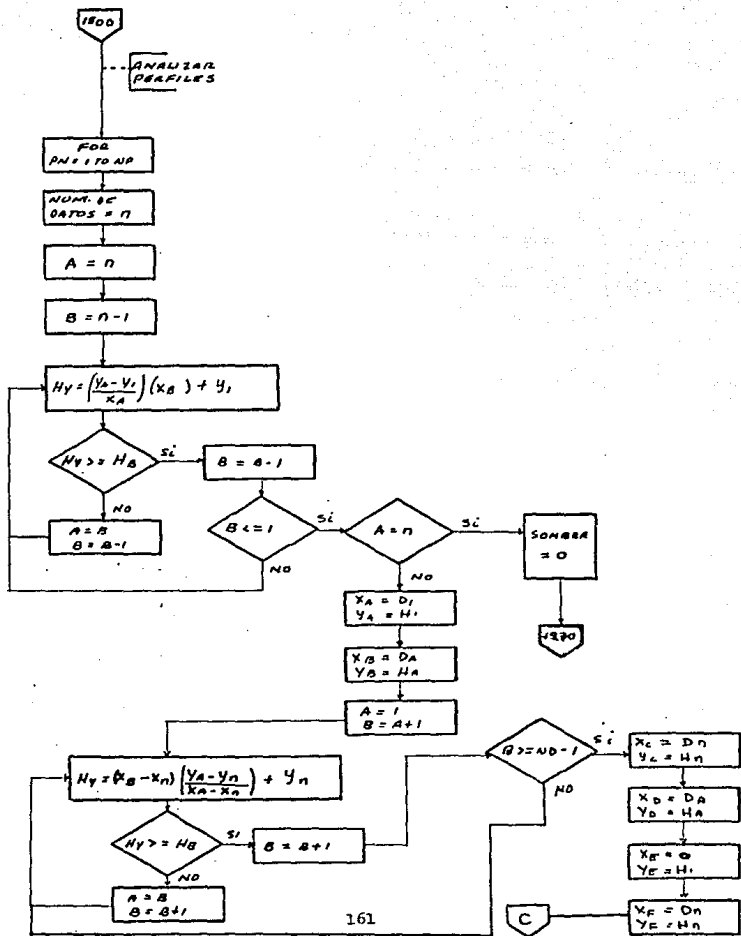 1500
ANALIZAR
PERFILES
FOR
PN = 1 TO NP
NUM. DE
DATOS = n
A = n
B = n-1
Hy = (yA - y1 / xA) (xB) + y1
Hy >= HB
si
NO
B = B-1
A = B
B = B-1
B <= 1
si
NO
A = n
si
NO
SOMBRA
= 0
1270
XA = D1
YA = H1
XB = DA
YB = HA
A = 1
B = A+1
Hy = (XB - Xn) (YA - Yn / XA - Xn) + Yn
Hy >= HB
si
NO
B = B+1
A = B
B = B+1
B >= ND-1
si
NO
XC = Dn
YC = Hn
XD = DA
YD = HA
XE = 0
YE = H1
XF = Dn
YF = Hn
C
161